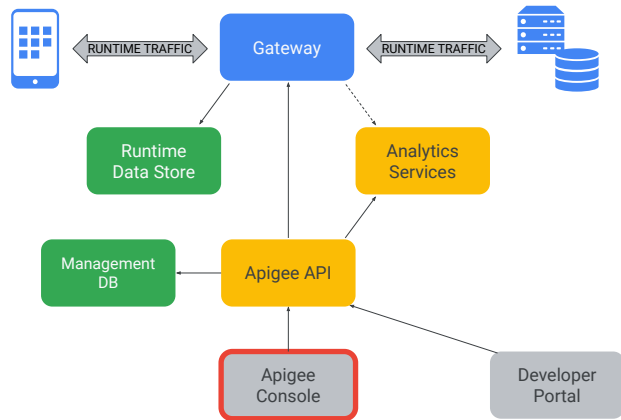 RUNTIME TRAFFIC
Gateway
RUNTIME TRAFFIC
Runtime
Data Store
Analytics
Services
Management
DB
Apigee API
Apigee
Console
Developer
Portal